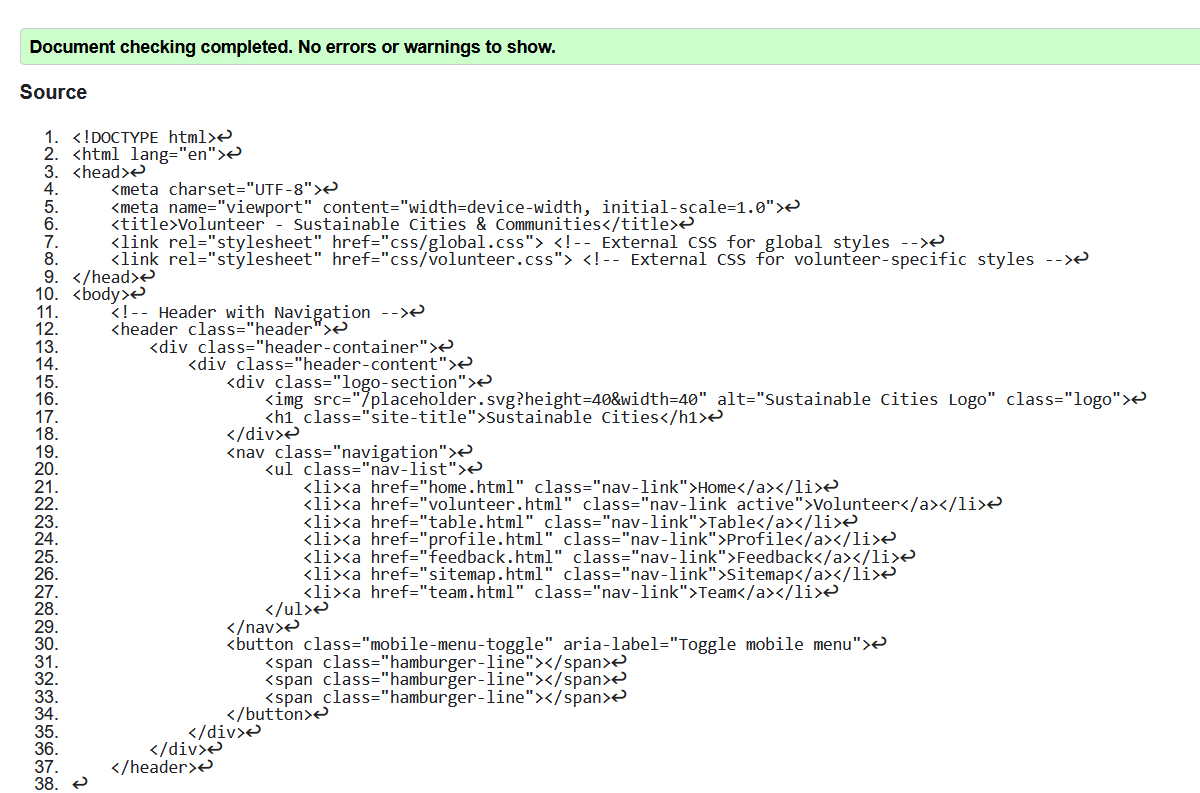 Document checking completed. No errors or warnings to show.
Source
1. <!DOCTYPE html>↩
2. <html lang="en">↩
3. <head>↩
4.     <meta charset="UTF-8">↩
5.     <meta name="viewport" content="width=device-width, initial-scale=1.0">↩
6.     <title>Volunteer - Sustainable Cities & Communities</title>↩
7.     <link rel="stylesheet" href="css/global.css"> <!-- External CSS for global styles -->↩
8.     <link rel="stylesheet" href="css/volunteer.css"> <!-- External CSS for volunteer-specific styles -->↩
9. </head>↩
10. <body>↩
11.     <!-- Header with Navigation -->↩
12.     <header class="header">↩
13.         <div class="header-container">↩
14.             <div class="header-content">↩
15.                 <div class="logo-section">↩
16.                     <img src="/placeholder.svg?height=40&width=40" alt="Sustainable Cities Logo" class="logo">↩
17.                     <h1 class="site-title">Sustainable Cities</h1>↩
18.                 </div>↩
19.                 <nav class="navigation">↩
20.                     <ul class="nav-list">↩
21.                         <li><a href="home.html" class="nav-link">Home</a></li>↩
22.                         <li><a href="volunteer.html" class="nav-link active">Volunteer</a></li>↩
23.                         <li><a href="table.html" class="nav-link">Table</a></li>↩
24.                         <li><a href="profile.html" class="nav-link">Profile</a></li>↩
25.                         <li><a href="feedback.html" class="nav-link">Feedback</a></li>↩
26.                         <li><a href="sitemap.html" class="nav-link">Sitemap</a></li>↩
27.                         <li><a href="team.html" class="nav-link">Team</a></li>↩
28.                     </ul>↩
29.                 </nav>↩
30.                 <button class="mobile-menu-toggle" aria-label="Toggle mobile menu">↩
31.                     <span class="hamburger-line"></span>↩
32.                     <span class="hamburger-line"></span>↩
33.                     <span class="hamburger-line"></span>↩
34.                 </button>↩
35.             </div>↩
36.         </div>↩
37.     </header>↩
38. ↩